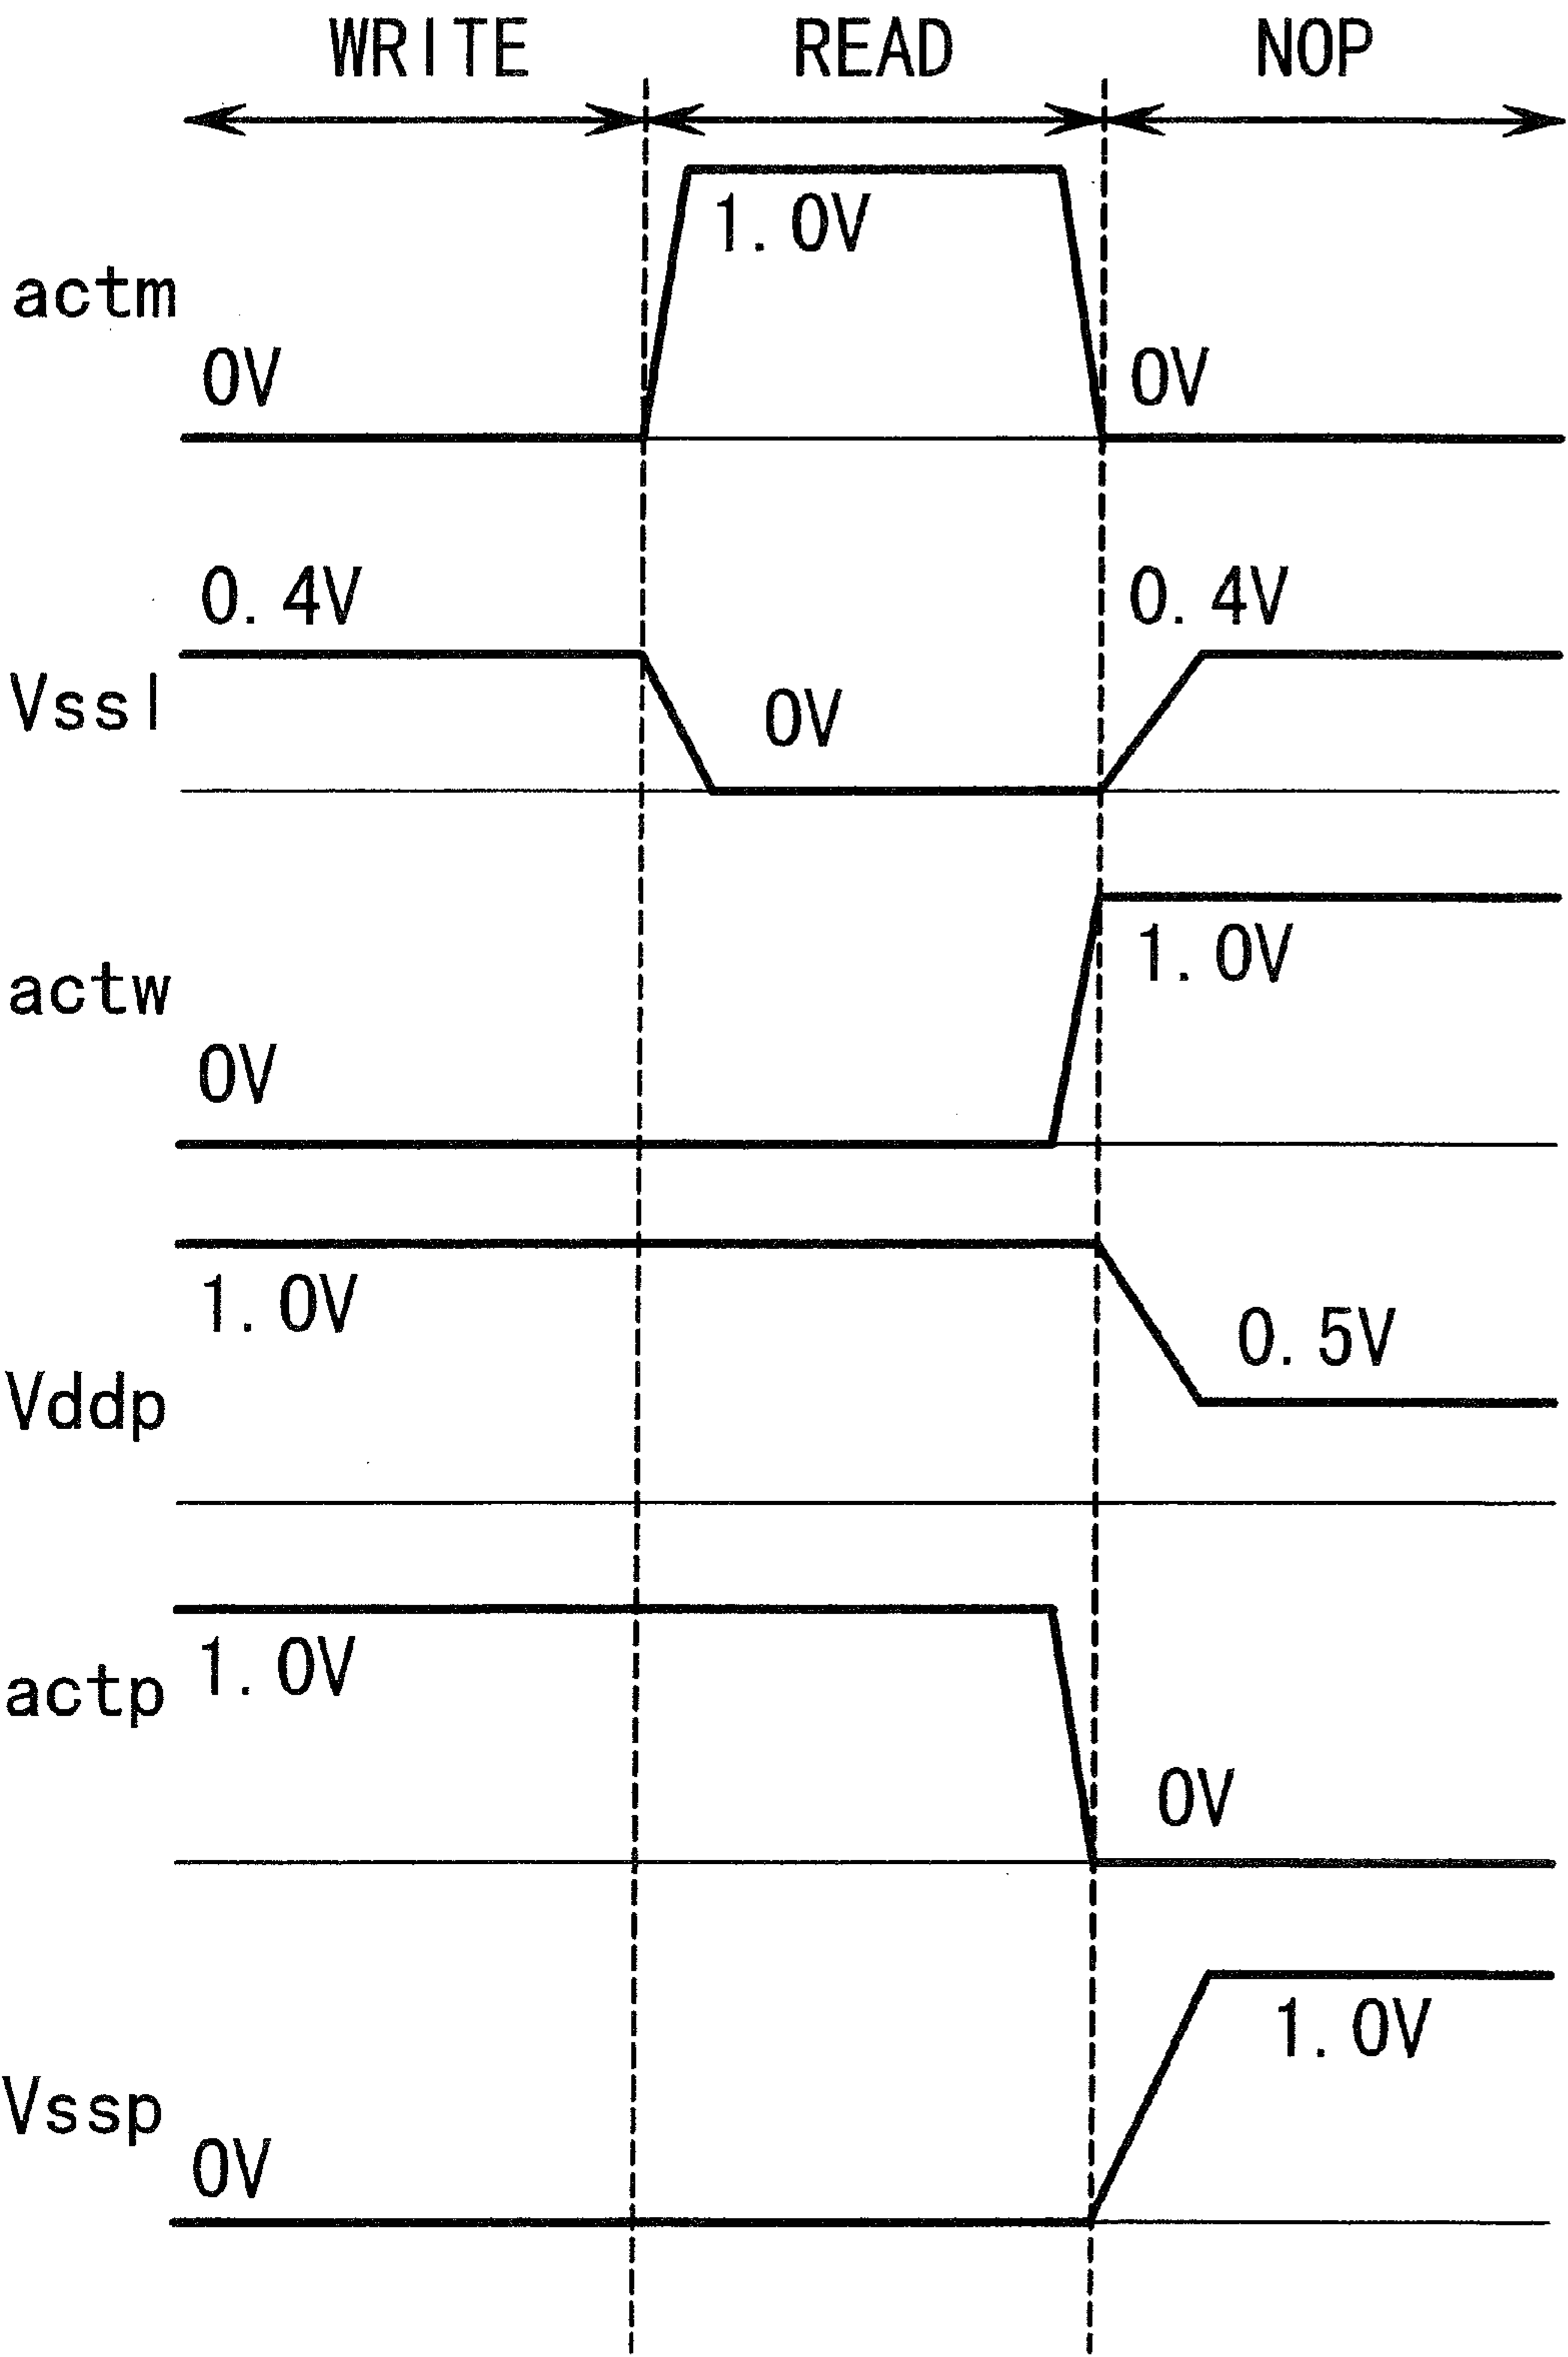 WRITE READ NOP
1.0V
actm
0V 0V
0.4V 0.4V
Vssl 0V
1.0V
actw
0V
1.0V
0.5V
Vddp
1.0V
actp
0V
1.0V
Vssp
0V